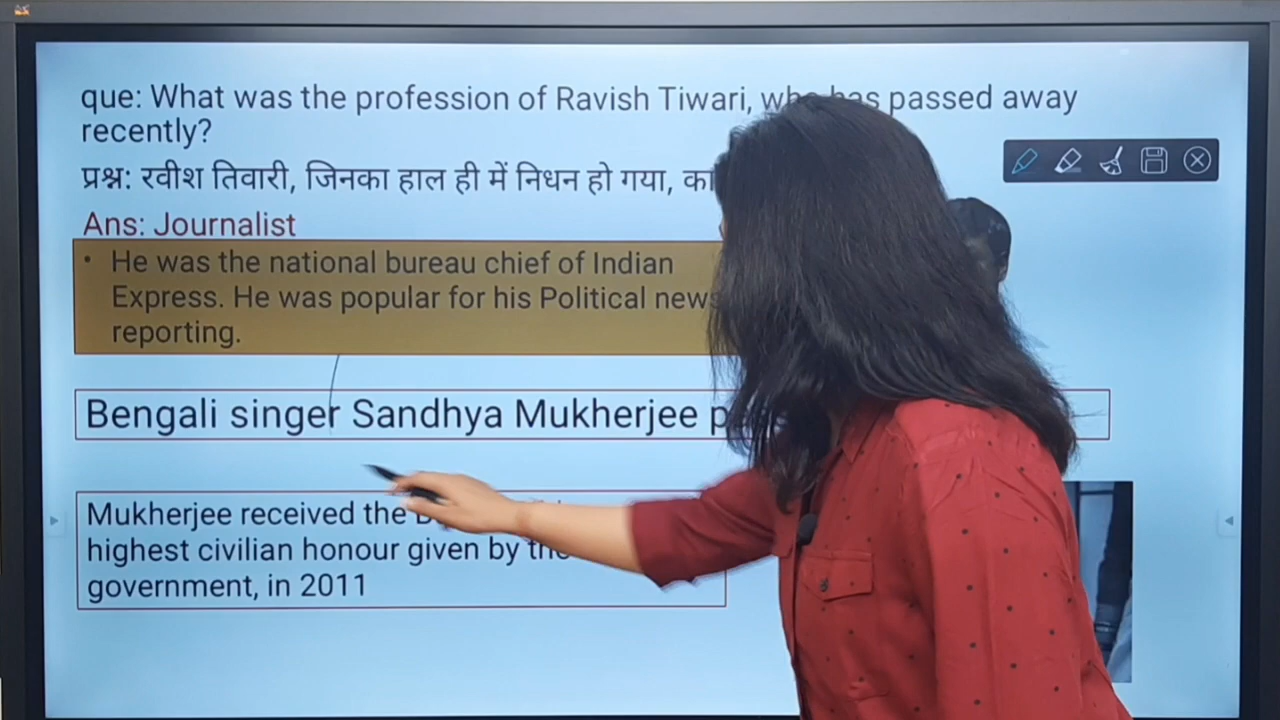 que: What was the profession of Ravish Tiwari, who has passed away
recently?
प्रश्न: रवीश तिवारी, जिनका हाल ही में निधन हो गया,
Ans: Journalist
• He was the national bureau chief of Indian
Express. He was popular for his Political news
reporting.
Bengali singer Sandhya Mukherjee
Mukherjee received the
highest civilian honour given by the
government, in 2011